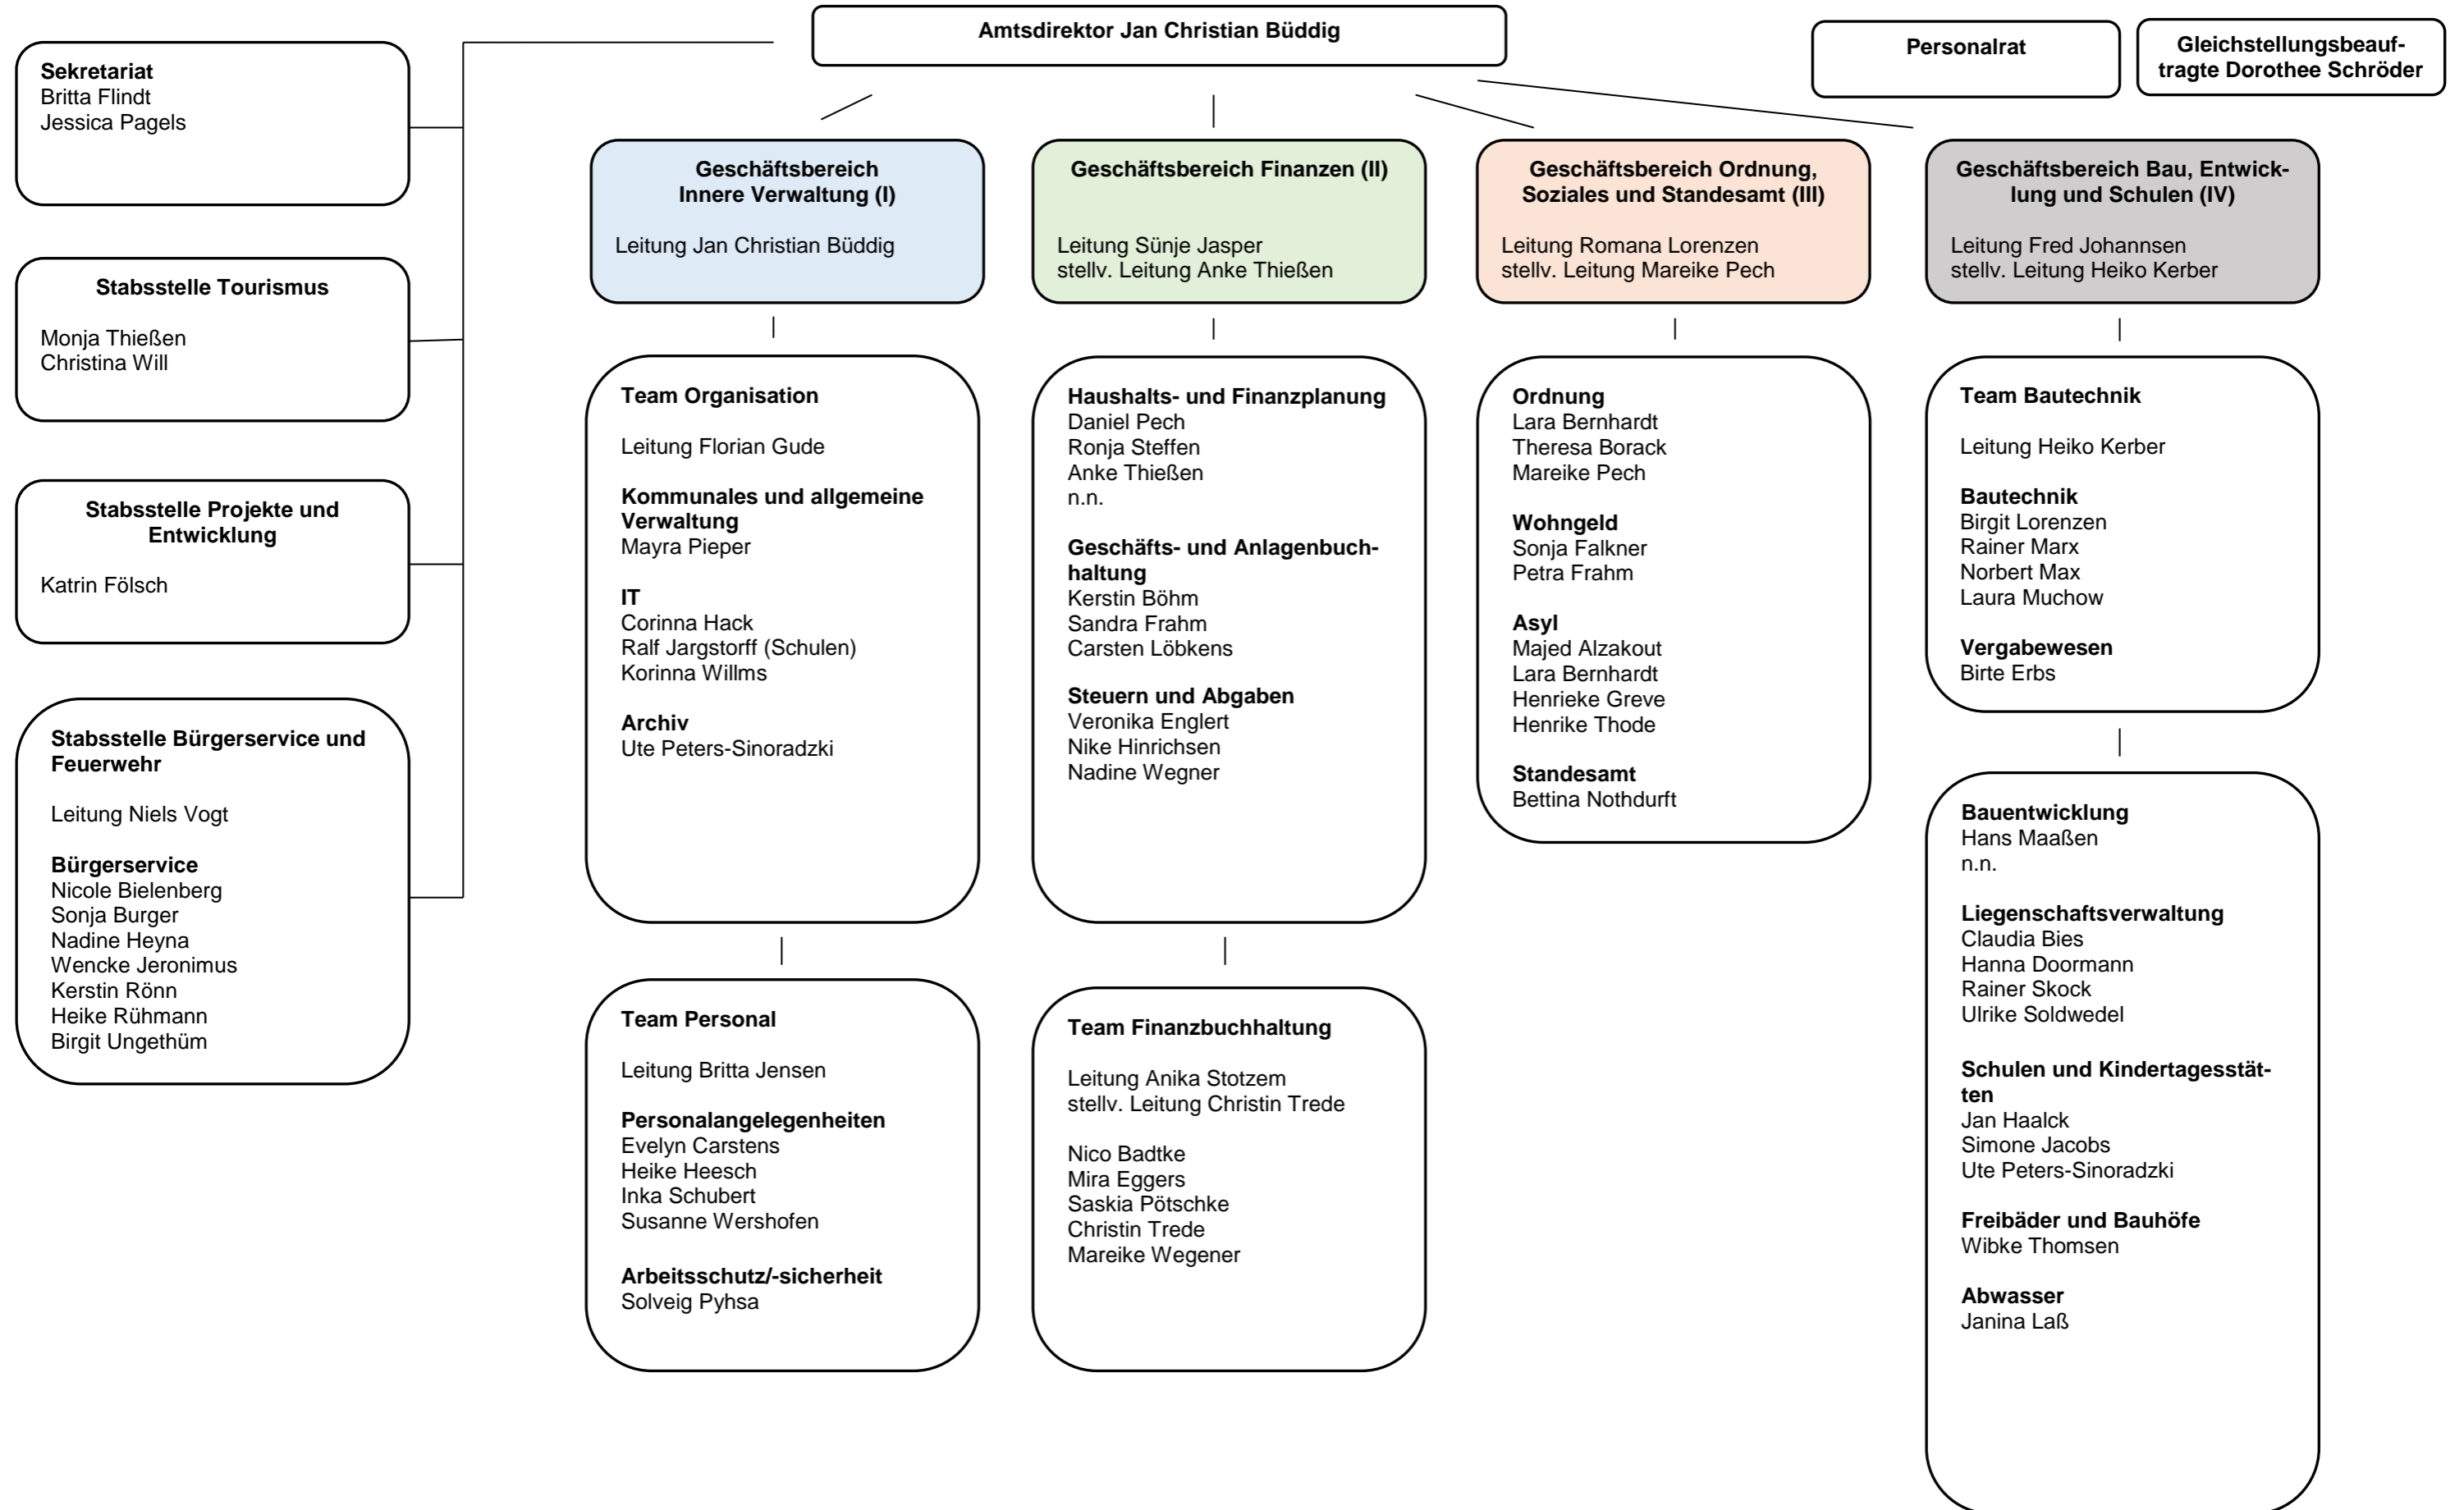 Amtsdirektor Jan Christian Büddig
Personalrat
Gleichstellungsbeauf-
tragte Dorothee Schröder
Sekretariat
Britta Flindt
Jessica Pagels
Stabsstelle Tourismus
Monja Thießen
Christina Will
Stabsstelle Projekte und
Entwicklung
Katrin Fölsch
Stabsstelle Bürgerservice und
Feuerwehr
Leitung Niels Vogt
Bürgerservice
Nicole Bielenberg
Sonja Burger
Nadine Heyna
Wencke Jeronimus
Kerstin Rönn
Heike Rühmann
Birgit Ungethüm
Geschäftsbereich
Innere Verwaltung (I)
Leitung Jan Christian Büddig
Team Organisation
Leitung Florian Gude
Kommunales und allgemeine
Verwaltung
Mayra Pieper
IT
Corinna Hack
Ralf Jargstorff (Schulen)
Korinna Willms
Archiv
Ute Peters-Sinoradzki
Team Personal
Leitung Britta Jensen
Personalangelegenheiten
Evelyn Carstens
Heike Heesch
Inka Schubert
Susanne Wershofen
Arbeitsschutz/-sicherheit
Solveig Pyhsa
Geschäftsbereich Finanzen (II)
Leitung Sünje Jasper
stellv. Leitung Anke Thießen
Haushalts- und Finanzplanung
Daniel Pech
Ronja Steffen
Anke Thießen
n.n.
Geschäfts- und Anlagenbuch-
haltung
Kerstin Böhm
Sandra Frahm
Carsten Löbkens
Steuern und Abgaben
Veronika Englert
Nike Hinrichsen
Nadine Wegner
Team Finanzbuchhaltung
Leitung Anika Stotzem
stellv. Leitung Christin Trede
Nico Badtke
Mira Eggers
Saskia Pötschke
Christin Trede
Mareike Wegener
Geschäftsbereich Ordnung,
Soziales und Standesamt (III)
Leitung Romana Lorenzen
stellv. Leitung Mareike Pech
Ordnung
Lara Bernhardt
Theresa Borack
Mareike Pech
Wohngeld
Sonja Falkner
Petra Frahm
Asyl
Majed Alzakout
Lara Bernhardt
Henrieke Greve
Henrike Thode
Standesamt
Bettina Nothdurft
Geschäftsbereich Bau, Entwick-
lung und Schulen (IV)
Leitung Fred Johannsen
stellv. Leitung Heiko Kerber
Team Bautechnik
Leitung Heiko Kerber
Bautechnik
Birgit Lorenzen
Rainer Marx
Norbert Max
Laura Muchow
Vergabewesen
Birte Erbs
Bauentwicklung
Hans Maaßen
n.n.
Liegenschaftsverwaltung
Claudia Bies
Hanna Doormann
Rainer Skock
Ulrike Soldwedel
Schulen und Kindertagesstät-
ten
Jan Haalck
Simone Jacobs
Ute Peters-Sinoradzki
Freibäder und Bauhöfe
Wibke Thomsen
Abwasser
Janina Laß